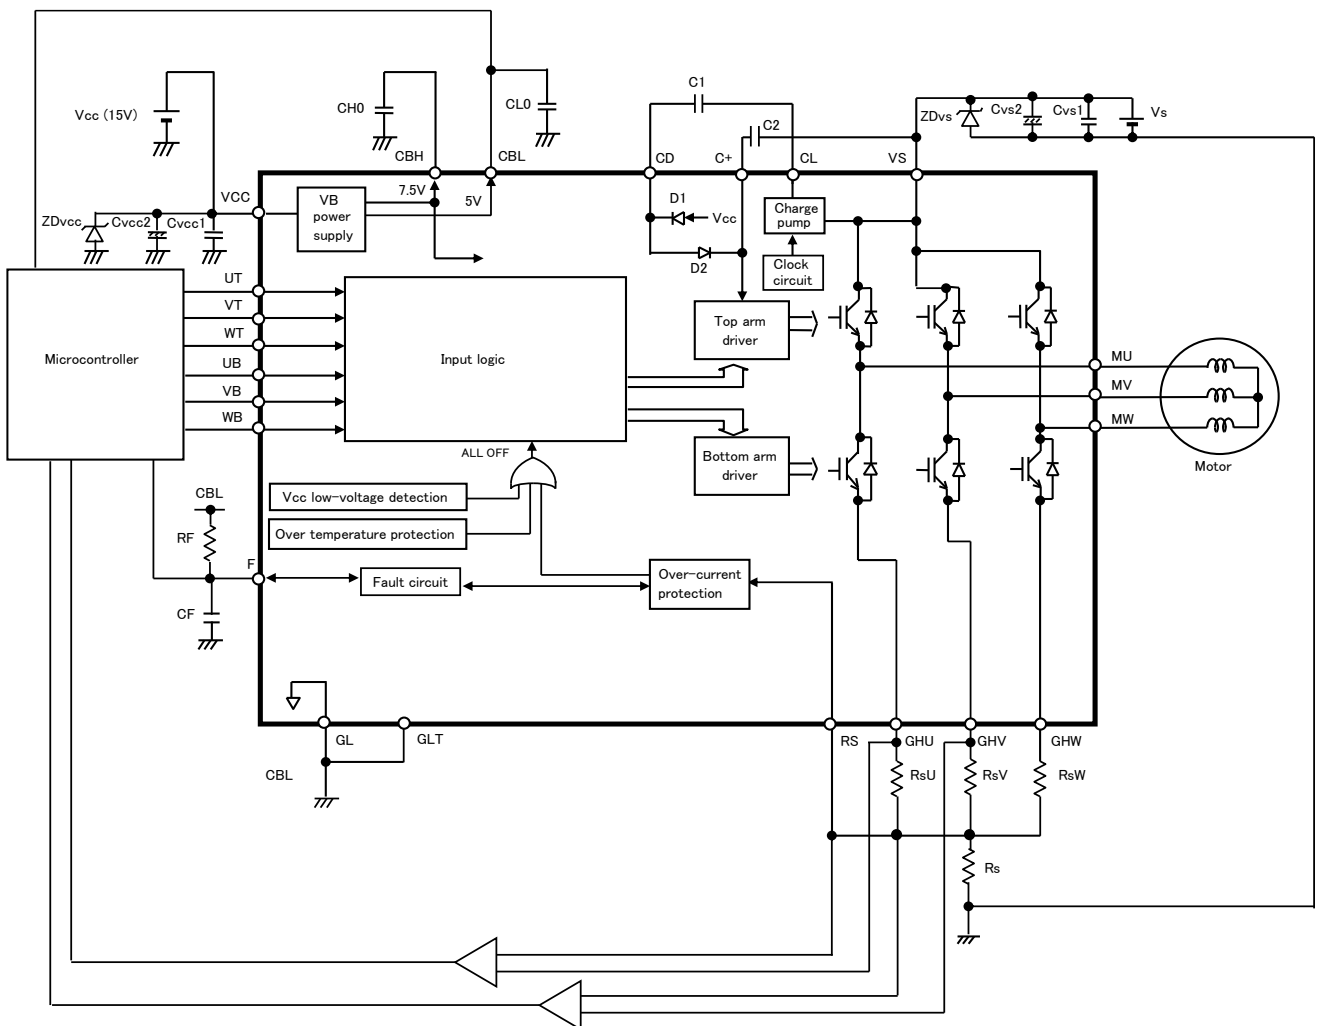 C1
Vcc (15V)
CH0
CL0
C2
ZDvs
Cvs2
Cvs1
Vs
CBH
CBL
CD
C+
CL
VS
VCC
VB
power
supply
7.5V
5V
D1
Vcc
Charge
pump
ZDvcc
Cvcc2
Cvcc1
D2
Clock
circuit
UT
VT
WT
UB
VB
WB
Microcontroller
Input logic
Top arm
driver
MU
MV
MW
Motor
ALL OFF
Bottom arm
driver
CBL
Vcc low-voltage detection
Over temperature protection
RF
F
Fault circuit
Over-current
protection
CF
GL
GLT
RS
GHU
GHV
GHW
CBL
RsU
RsV
RsW
Rs